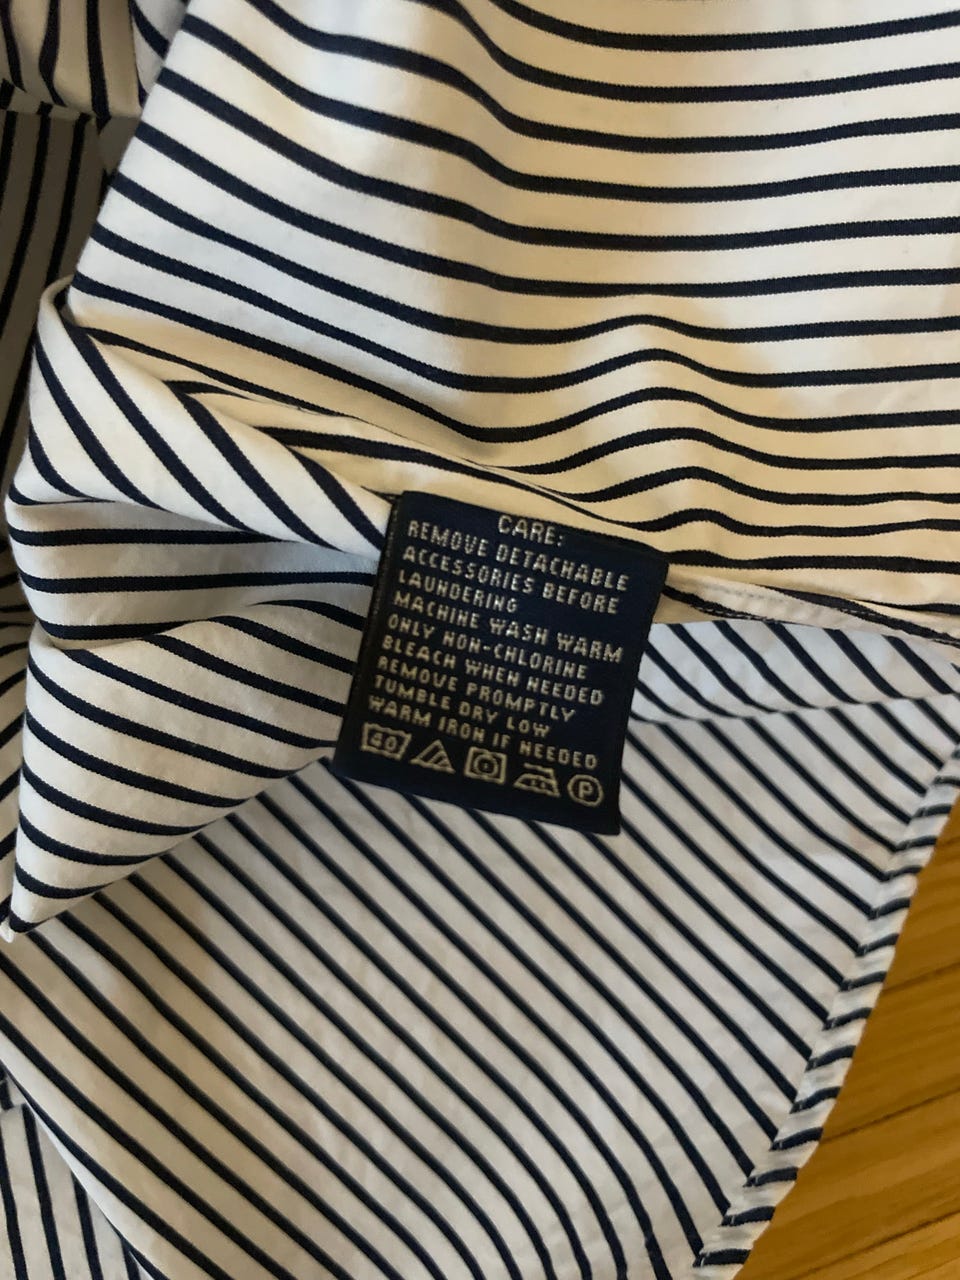 CARE:
REMOVE DETACHABLE
ACCESSORIES BEFORE
LAUNDERING
MACHINE WASH WARM
ONLY NON-CHLORINE
BLEACH WHEN NEEDED
REMOVE PROMPTLY
TUMBLE DRY LOW
WARM IRON IF NEEDED
40 P